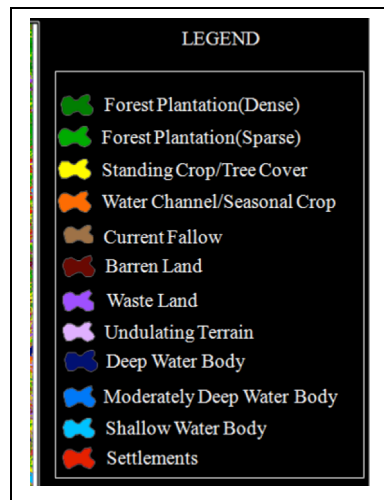 LEGEND
Forest Plantation(Dense)
Forest Plantation(Sparse)
Standing Crop/Tree Cover
Water Channel/Seasonal Crop
Current Fallow
Barren Land
Waste Land
Undulating Terrain
Deep Water Body
Moderately Deep Water Body
Shallow Water Body
Settlements